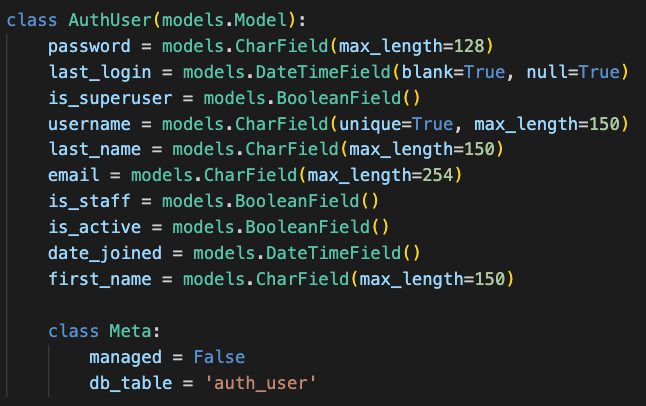 class AuthUser(models.Model):
    password = models.CharField(max_length=128)
    last_login = models.DateTimeField(blank=True, null=True)
    is_superuser = models.BooleanField()
    username = models.CharField(unique=True, max_length=150)
    last_name = models.CharField(max_length=150)
    email = models.CharField(max_length=254)
    is_staff = models.BooleanField()
    is_active = models.BooleanField()
    date_joined = models.DateTimeField()
    first_name = models.CharField(max_length=150)

    class Meta:
        managed = False
        db_table = 'auth_user'